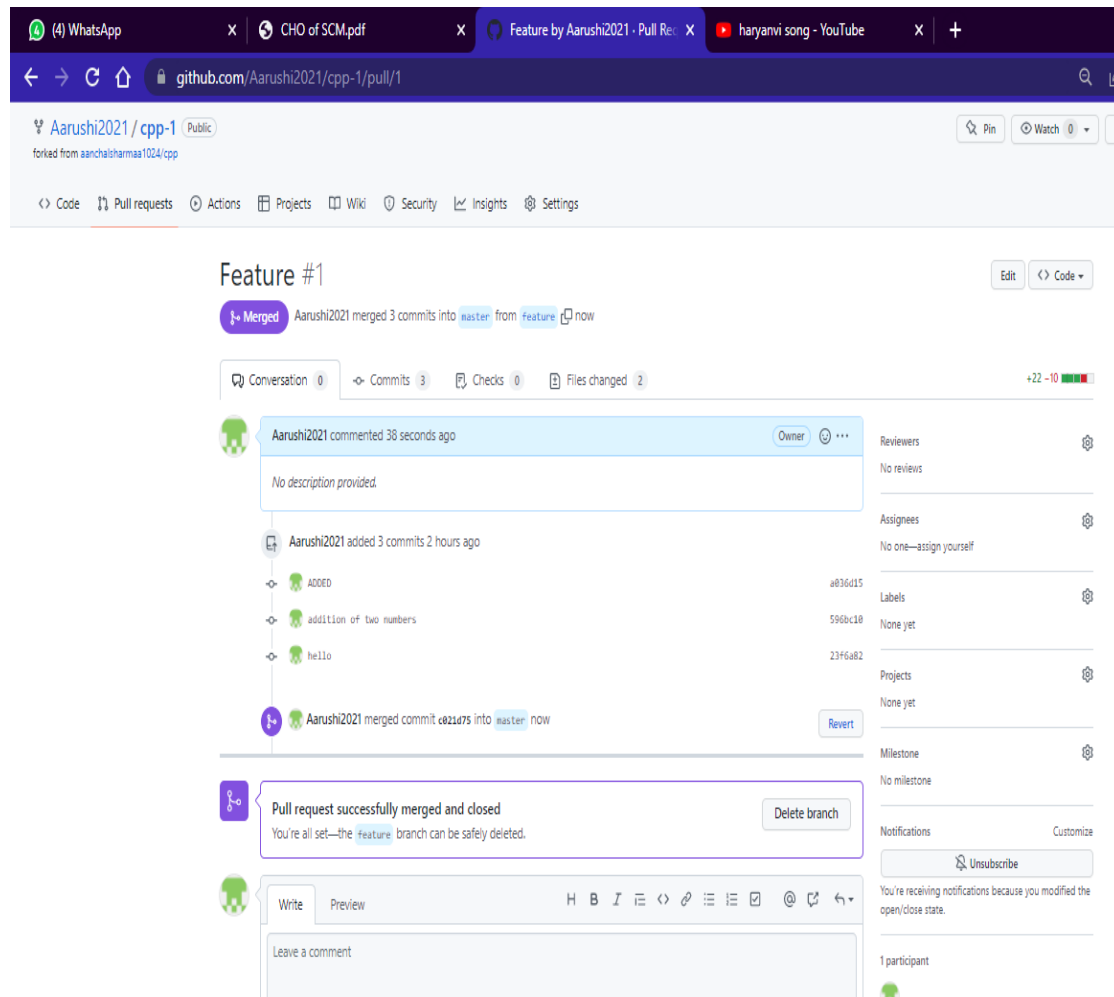 (4) WhatsApp
CHO of SCM.pdf
Feature by Aarushi2021 · Pull Rec
haryanvi song - YouTube
github.com/Aarushi2021/cpp-1/pull/1
Aarushi2021 / cpp-1 Public
Pin
Watch 0
forked from aanchalsharmaa1024/cpp
<> Code
Pull requests
Actions
Projects
Wiki
Security
Insights
Settings
Feature #1
Edit
<> Code
Merged
Aarushi2021 merged 3 commits into master from feature now
Conversation 0
Commits 3
Checks 0
Files changed 2
+22 −10
Aarushi2021 commented 38 seconds ago
Owner
No description provided.
Aarushi2021 added 3 commits 2 hours ago
ADDED a036d15
addition of two numbers 596bc10
hello 23f6a82
Aarushi2021 merged commit c021d75 into master now
Revert
Pull request successfully merged and closed
You're all set—the feature branch can be safely deleted.
Delete branch
Write
Preview
H B I <> @
Leave a comment
Reviewers
No reviews
Assignees
No one—assign yourself
Labels
None yet
Projects
None yet
Milestone
No milestone
Notifications
Customize
Unsubscribe
You're receiving notifications because you modified the
open/close state.
1 participant